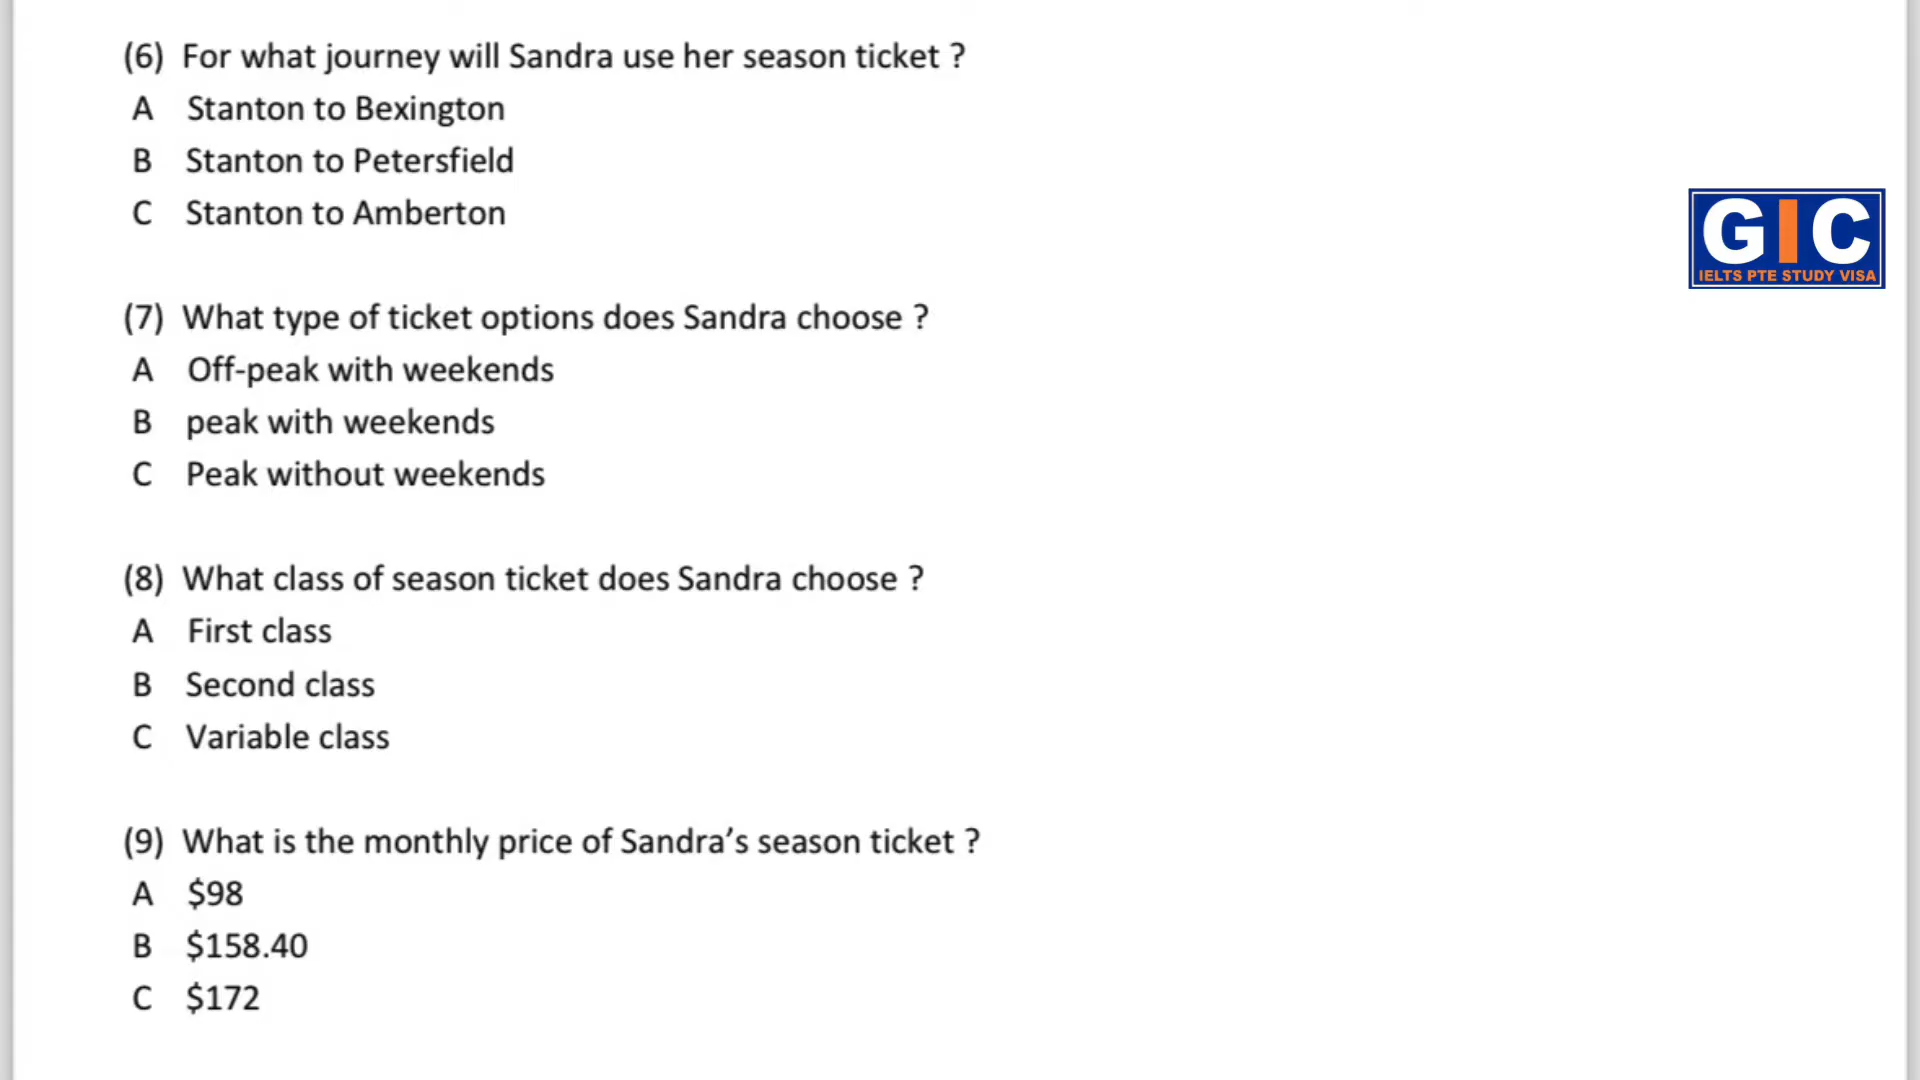 (6) For what journey will Sandra use her season ticket ?
A Stanton to Bexington
B Stanton to Petersfield
C Stanton to Amberton
GIC
IELTS PTE STUDY VISA
(7) What type of ticket options does Sandra choose ?
A Off-peak with weekends
B peak with weekends
C Peak without weekends
(8) What class of season ticket does Sandra choose ?
A First class
B Second class
C Variable class
(9) What is the monthly price of Sandra’s season ticket ?
A $98
B $158.40
C $172